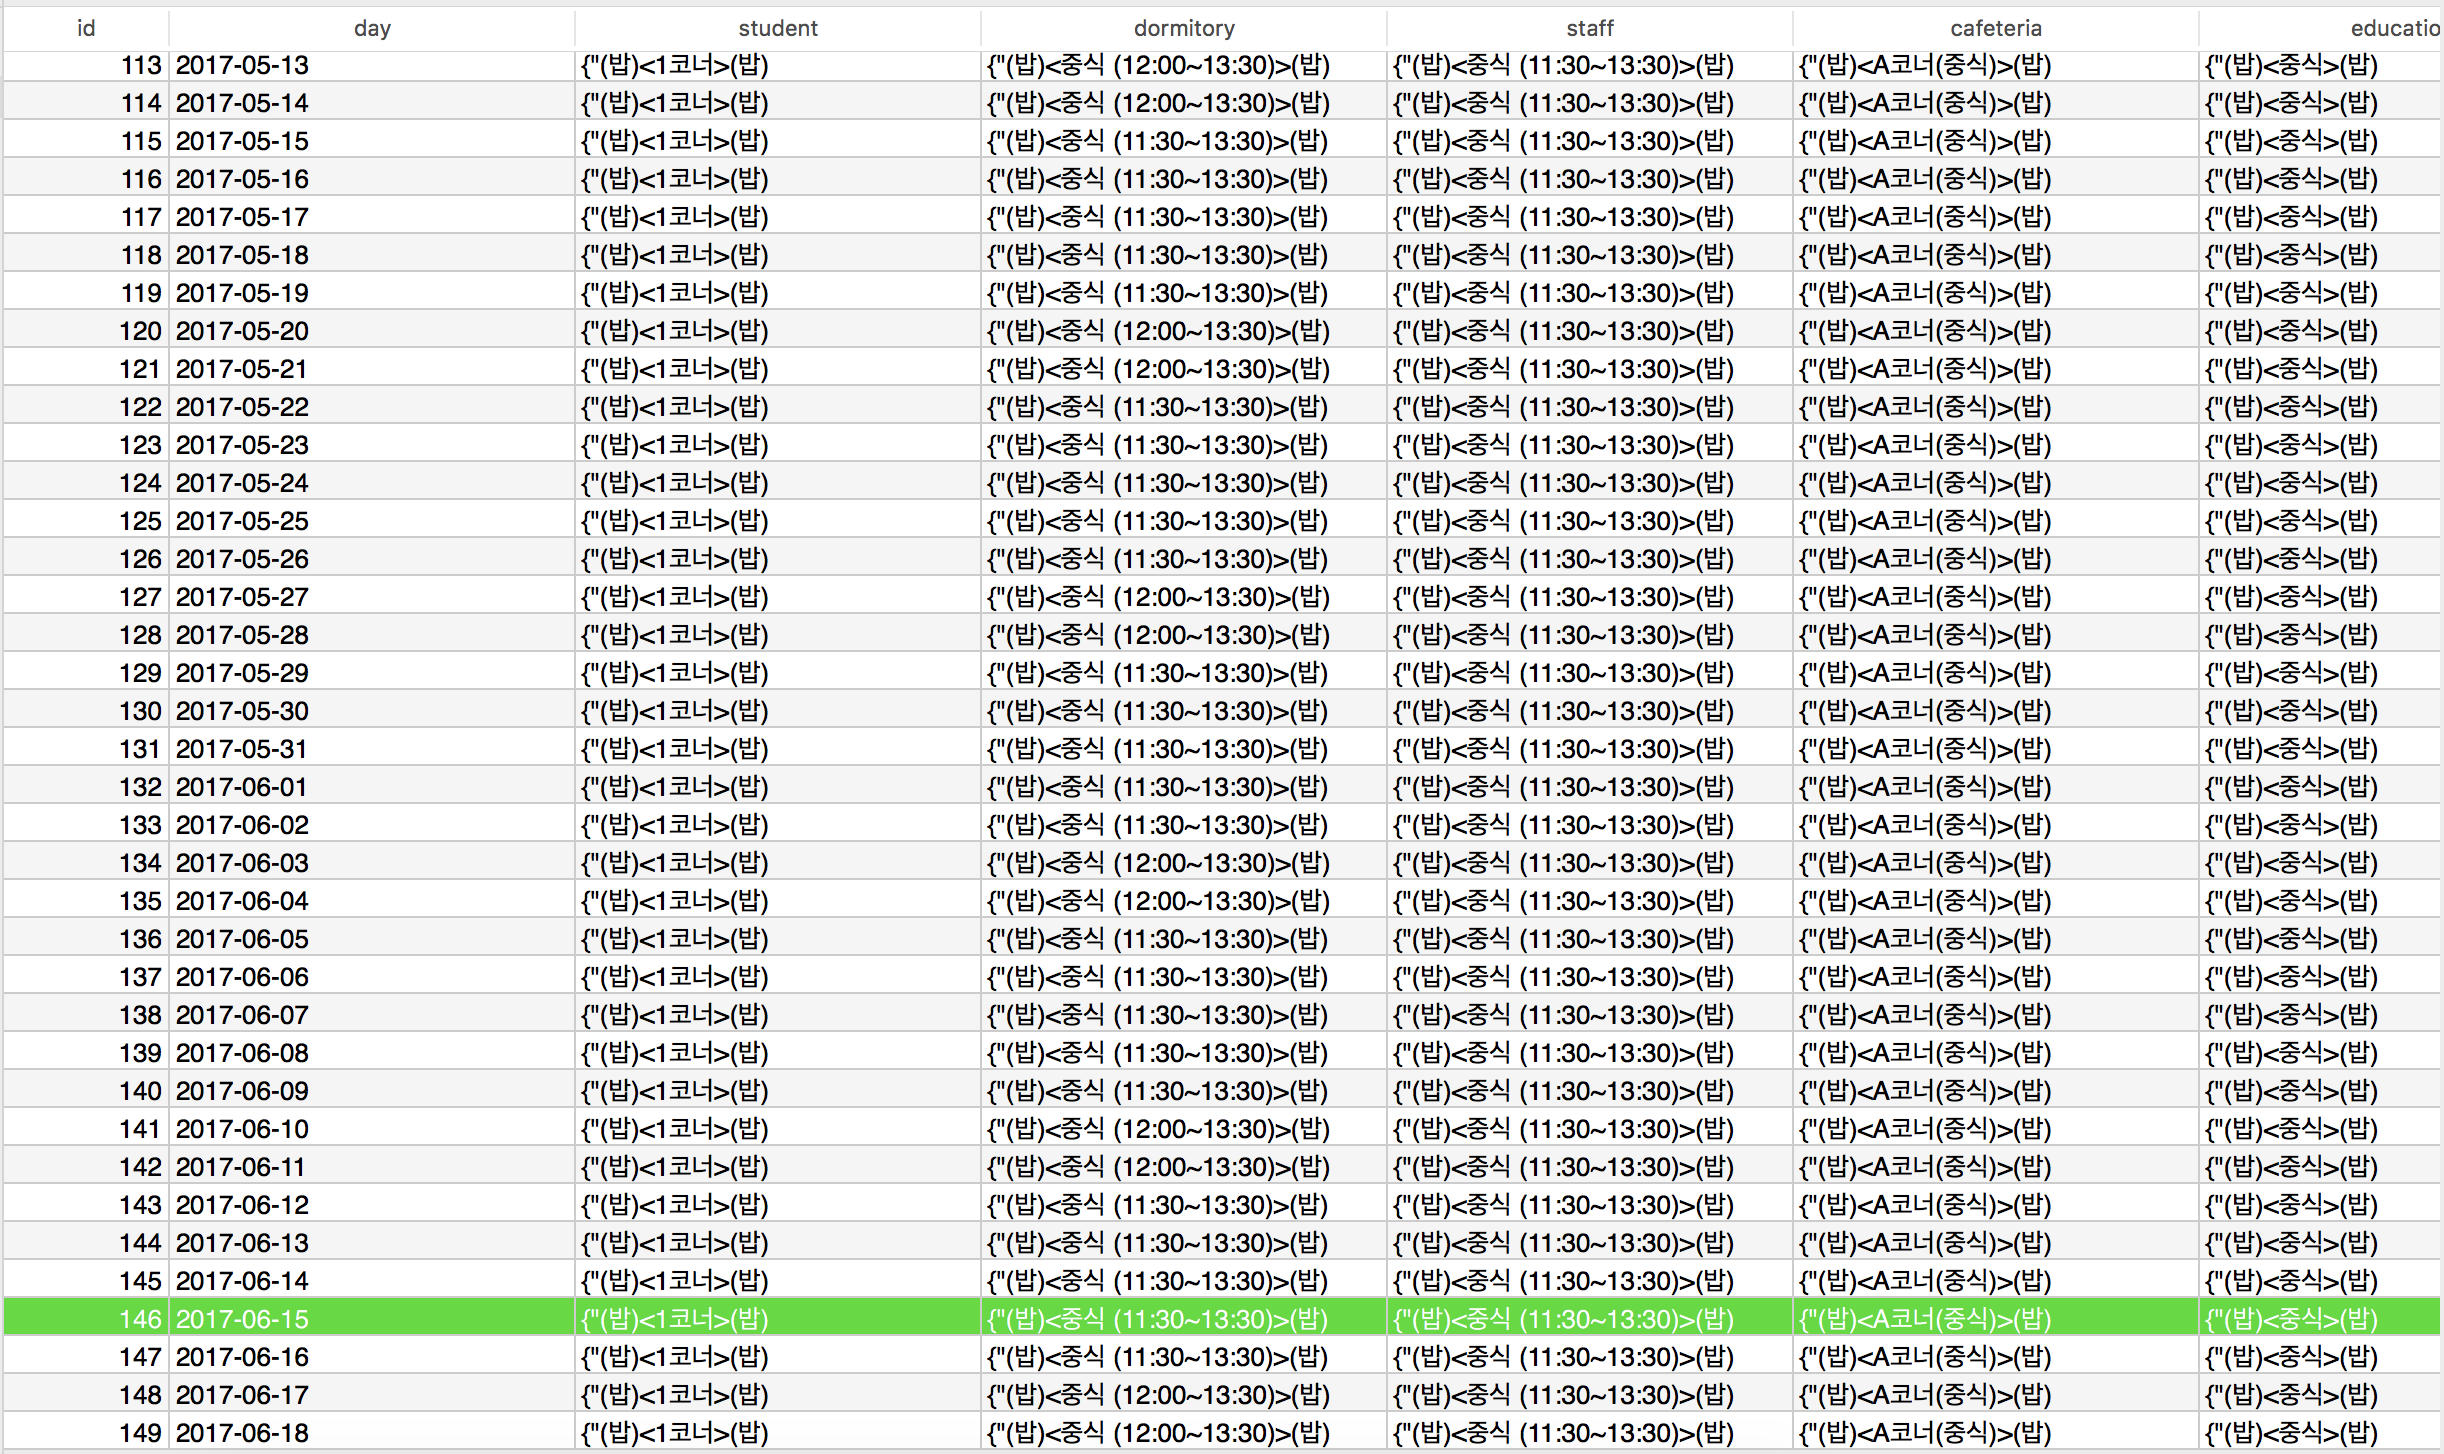 id day student dormitory staff cafeteria educatio
113 2017-05-13 {"(밥)<1코너>(밥) {"(밥)<중식 (12:00~13:30)>(밥) {"(밥)<중식 (11:30~13:30)>(밥) {"(밥)<A코너(중식)>(밥) {"(밥)<중식>(밥)
114 2017-05-14 {"(밥)<1코너>(밥) {"(밥)<중식 (12:00~13:30)>(밥) {"(밥)<중식 (11:30~13:30)>(밥) {"(밥)<A코너(중식)>(밥) {"(밥)<중식>(밥)
115 2017-05-15 {"(밥)<1코너>(밥) {"(밥)<중식 (11:30~13:30)>(밥) {"(밥)<중식 (11:30~13:30)>(밥) {"(밥)<A코너(중식)>(밥) {"(밥)<중식>(밥)
116 2017-05-16 {"(밥)<1코너>(밥) {"(밥)<중식 (11:30~13:30)>(밥) {"(밥)<중식 (11:30~13:30)>(밥) {"(밥)<A코너(중식)>(밥) {"(밥)<중식>(밥)
117 2017-05-17 {"(밥)<1코너>(밥) {"(밥)<중식 (11:30~13:30)>(밥) {"(밥)<중식 (11:30~13:30)>(밥) {"(밥)<A코너(중식)>(밥) {"(밥)<중식>(밥)
118 2017-05-18 {"(밥)<1코너>(밥) {"(밥)<중식 (11:30~13:30)>(밥) {"(밥)<중식 (11:30~13:30)>(밥) {"(밥)<A코너(중식)>(밥) {"(밥)<중식>(밥)
119 2017-05-19 {"(밥)<1코너>(밥) {"(밥)<중식 (11:30~13:30)>(밥) {"(밥)<중식 (11:30~13:30)>(밥) {"(밥)<A코너(중식)>(밥) {"(밥)<중식>(밥)
120 2017-05-20 {"(밥)<1코너>(밥) {"(밥)<중식 (12:00~13:30)>(밥) {"(밥)<중식 (11:30~13:30)>(밥) {"(밥)<A코너(중식)>(밥) {"(밥)<중식>(밥)
121 2017-05-21 {"(밥)<1코너>(밥) {"(밥)<중식 (12:00~13:30)>(밥) {"(밥)<중식 (11:30~13:30)>(밥) {"(밥)<A코너(중식)>(밥) {"(밥)<중식>(밥)
122 2017-05-22 {"(밥)<1코너>(밥) {"(밥)<중식 (11:30~13:30)>(밥) {"(밥)<중식 (11:30~13:30)>(밥) {"(밥)<A코너(중식)>(밥) {"(밥)<중식>(밥)
123 2017-05-23 {"(밥)<1코너>(밥) {"(밥)<중식 (11:30~13:30)>(밥) {"(밥)<중식 (11:30~13:30)>(밥) {"(밥)<A코너(중식)>(밥) {"(밥)<중식>(밥)
124 2017-05-24 {"(밥)<1코너>(밥) {"(밥)<중식 (11:30~13:30)>(밥) {"(밥)<중식 (11:30~13:30)>(밥) {"(밥)<A코너(중식)>(밥) {"(밥)<중식>(밥)
125 2017-05-25 {"(밥)<1코너>(밥) {"(밥)<중식 (11:30~13:30)>(밥) {"(밥)<중식 (11:30~13:30)>(밥) {"(밥)<A코너(중식)>(밥) {"(밥)<중식>(밥)
126 2017-05-26 {"(밥)<1코너>(밥) {"(밥)<중식 (11:30~13:30)>(밥) {"(밥)<중식 (11:30~13:30)>(밥) {"(밥)<A코너(중식)>(밥) {"(밥)<중식>(밥)
127 2017-05-27 {"(밥)<1코너>(밥) {"(밥)<중식 (12:00~13:30)>(밥) {"(밥)<중식 (11:30~13:30)>(밥) {"(밥)<A코너(중식)>(밥) {"(밥)<중식>(밥)
128 2017-05-28 {"(밥)<1코너>(밥) {"(밥)<중식 (12:00~13:30)>(밥) {"(밥)<중식 (11:30~13:30)>(밥) {"(밥)<A코너(중식)>(밥) {"(밥)<중식>(밥)
129 2017-05-29 {"(밥)<1코너>(밥) {"(밥)<중식 (11:30~13:30)>(밥) {"(밥)<중식 (11:30~13:30)>(밥) {"(밥)<A코너(중식)>(밥) {"(밥)<중식>(밥)
130 2017-05-30 {"(밥)<1코너>(밥) {"(밥)<중식 (11:30~13:30)>(밥) {"(밥)<중식 (11:30~13:30)>(밥) {"(밥)<A코너(중식)>(밥) {"(밥)<중식>(밥)
131 2017-05-31 {"(밥)<1코너>(밥) {"(밥)<중식 (11:30~13:30)>(밥) {"(밥)<중식 (11:30~13:30)>(밥) {"(밥)<A코너(중식)>(밥) {"(밥)<중식>(밥)
132 2017-06-01 {"(밥)<1코너>(밥) {"(밥)<중식 (11:30~13:30)>(밥) {"(밥)<중식 (11:30~13:30)>(밥) {"(밥)<A코너(중식)>(밥) {"(밥)<중식>(밥)
133 2017-06-02 {"(밥)<1코너>(밥) {"(밥)<중식 (11:30~13:30)>(밥) {"(밥)<중식 (11:30~13:30)>(밥) {"(밥)<A코너(중식)>(밥) {"(밥)<중식>(밥)
134 2017-06-03 {"(밥)<1코너>(밥) {"(밥)<중식 (12:00~13:30)>(밥) {"(밥)<중식 (11:30~13:30)>(밥) {"(밥)<A코너(중식)>(밥) {"(밥)<중식>(밥)
135 2017-06-04 {"(밥)<1코너>(밥) {"(밥)<중식 (12:00~13:30)>(밥) {"(밥)<중식 (11:30~13:30)>(밥) {"(밥)<A코너(중식)>(밥) {"(밥)<중식>(밥)
136 2017-06-05 {"(밥)<1코너>(밥) {"(밥)<중식 (11:30~13:30)>(밥) {"(밥)<중식 (11:30~13:30)>(밥) {"(밥)<A코너(중식)>(밥) {"(밥)<중식>(밥)
137 2017-06-06 {"(밥)<1코너>(밥) {"(밥)<중식 (11:30~13:30)>(밥) {"(밥)<중식 (11:30~13:30)>(밥) {"(밥)<A코너(중식)>(밥) {"(밥)<중식>(밥)
138 2017-06-07 {"(밥)<1코너>(밥) {"(밥)<중식 (11:30~13:30)>(밥) {"(밥)<중식 (11:30~13:30)>(밥) {"(밥)<A코너(중식)>(밥) {"(밥)<중식>(밥)
139 2017-06-08 {"(밥)<1코너>(밥) {"(밥)<중식 (11:30~13:30)>(밥) {"(밥)<중식 (11:30~13:30)>(밥) {"(밥)<A코너(중식)>(밥) {"(밥)<중식>(밥)
140 2017-06-09 {"(밥)<1코너>(밥) {"(밥)<중식 (11:30~13:30)>(밥) {"(밥)<중식 (11:30~13:30)>(밥) {"(밥)<A코너(중식)>(밥) {"(밥)<중식>(밥)
141 2017-06-10 {"(밥)<1코너>(밥) {"(밥)<중식 (12:00~13:30)>(밥) {"(밥)<중식 (11:30~13:30)>(밥) {"(밥)<A코너(중식)>(밥) {"(밥)<중식>(밥)
142 2017-06-11 {"(밥)<1코너>(밥) {"(밥)<중식 (12:00~13:30)>(밥) {"(밥)<중식 (11:30~13:30)>(밥) {"(밥)<A코너(중식)>(밥) {"(밥)<중식>(밥)
143 2017-06-12 {"(밥)<1코너>(밥) {"(밥)<중식 (11:30~13:30)>(밥) {"(밥)<중식 (11:30~13:30)>(밥) {"(밥)<A코너(중식)>(밥) {"(밥)<중식>(밥)
144 2017-06-13 {"(밥)<1코너>(밥) {"(밥)<중식 (11:30~13:30)>(밥) {"(밥)<중식 (11:30~13:30)>(밥) {"(밥)<A코너(중식)>(밥) {"(밥)<중식>(밥)
145 2017-06-14 {"(밥)<1코너>(밥) {"(밥)<중식 (11:30~13:30)>(밥) {"(밥)<중식 (11:30~13:30)>(밥) {"(밥)<A코너(중식)>(밥) {"(밥)<중식>(밥)
146 2017-06-15 {"(밥)<1코너>(밥) {"(밥)<중식 (11:30~13:30)>(밥) {"(밥)<중식 (11:30~13:30)>(밥) {"(밥)<A코너(중식)>(밥) {"(밥)<중식>(밥)
147 2017-06-16 {"(밥)<1코너>(밥) {"(밥)<중식 (11:30~13:30)>(밥) {"(밥)<중식 (11:30~13:30)>(밥) {"(밥)<A코너(중식)>(밥) {"(밥)<중식>(밥)
148 2017-06-17 {"(밥)<1코너>(밥) {"(밥)<중식 (12:00~13:30)>(밥) {"(밥)<중식 (11:30~13:30)>(밥) {"(밥)<A코너(중식)>(밥) {"(밥)<중식>(밥)
149 2017-06-18 {"(밥)<1코너>(밥) {"(밥)<중식 (12:00~13:30)>(밥) {"(밥)<중식 (11:30~13:30)>(밥) {"(밥)<A코너(중식)>(밥) {"(밥)<중식>(밥)